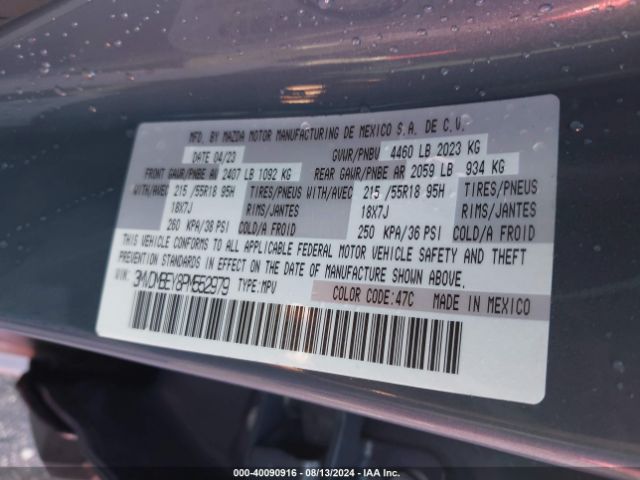 MFD. BY MAZDA MOTOR MANUFACTURING DE MEXICO S.A. DE C.V.
DATE 04/23 GVWR/PNBV 4460 LB 2023 KG
FRONT GAWR/PNBE AV 2407 LB 1092 KG REAR GAWR/PNBE AR 2059 LB 934 KG
WITH/AVEC 215 /55R18 95H TIRES/PNEUS WITH/AVEC 215 /55R18 95H TIRES/PNEUS
18X7J RIMS/JANTES 18X7J RIMS/JANTES
260 KPA/38 PSI COLD/A FROID 250 KPA/36 PSI COLD/A FROID
THIS VEHICLE CONFORMS TO ALL APPLICABLE FEDERAL MOTOR VEHICLE SAFETY AND THEFT
PREVENTION STANDARDS IN EFFECT ON THE DATE OF MANUFACTURE SHOWN ABOVE.
VIN: 3MVDMBEY8PM552979 TYPE: MPV
COLOR CODE: 47C MADE IN MEXICO
000-40090916 - 08/13/2024 - IAA Inc.